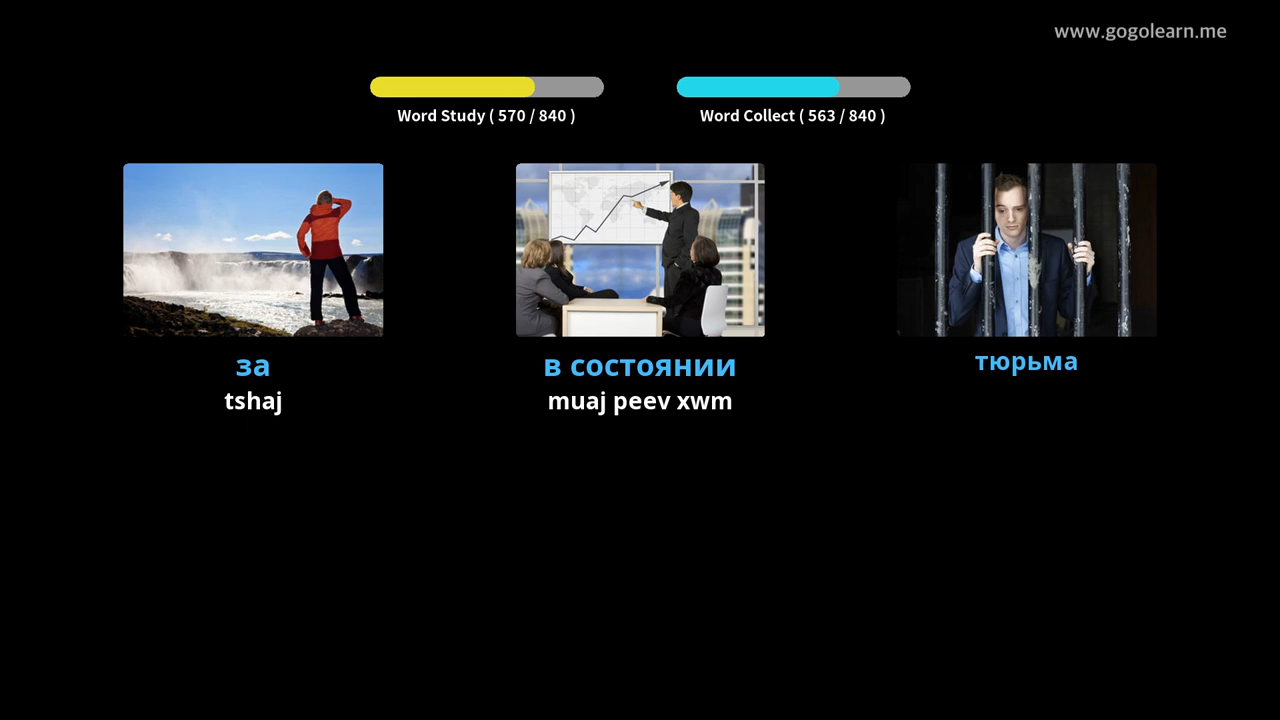 www.gogolearn.me
Word Study ( 570 / 840 )
Word Collect ( 563 / 840 )
за
tshaj
в состоянии
muaj peev xwm
тюрьма